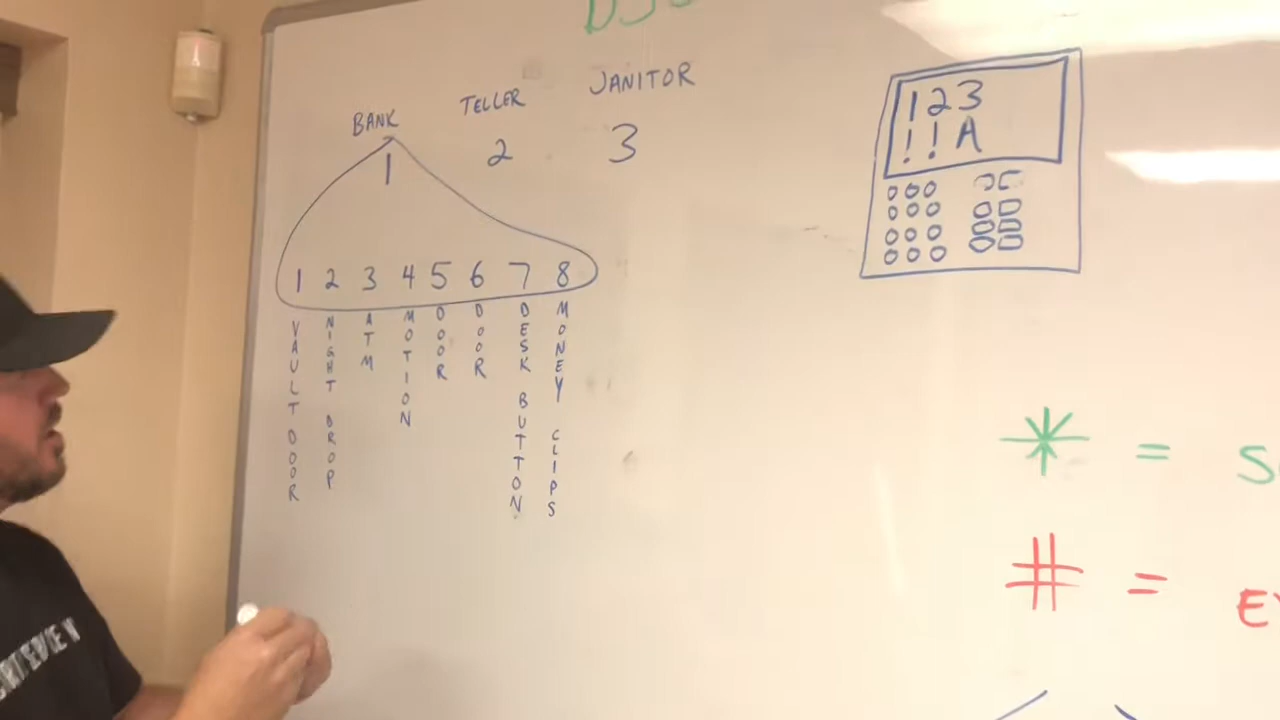 BANK TELLER JANITOR
1 2 3
1 2 3 4 5 6 7 8
VAULT DOOR
NIGHT DROP
ATM
MOTION
DOOR
DOOR
DESK BUTTON
MONEY CLIPS
123
!!A
* =
# =